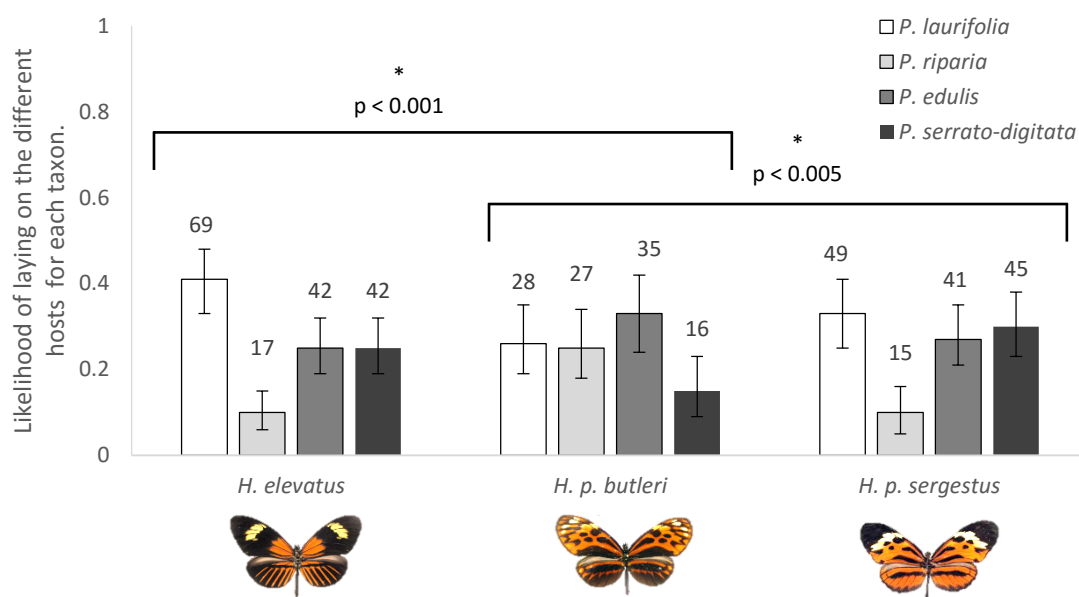 Likelihood of laying on the different
hosts for each taxon.
1
0.8
0.6
0.4
0.2
0
*
p < 0.001
*
p < 0.005
P. laurifolia
P. riparia
P. edulis
P. serrato-digitata
69
17
42
42
28
27
35
16
49
15
41
45
H. elevatus
H. p. butleri
H. p. sergestus